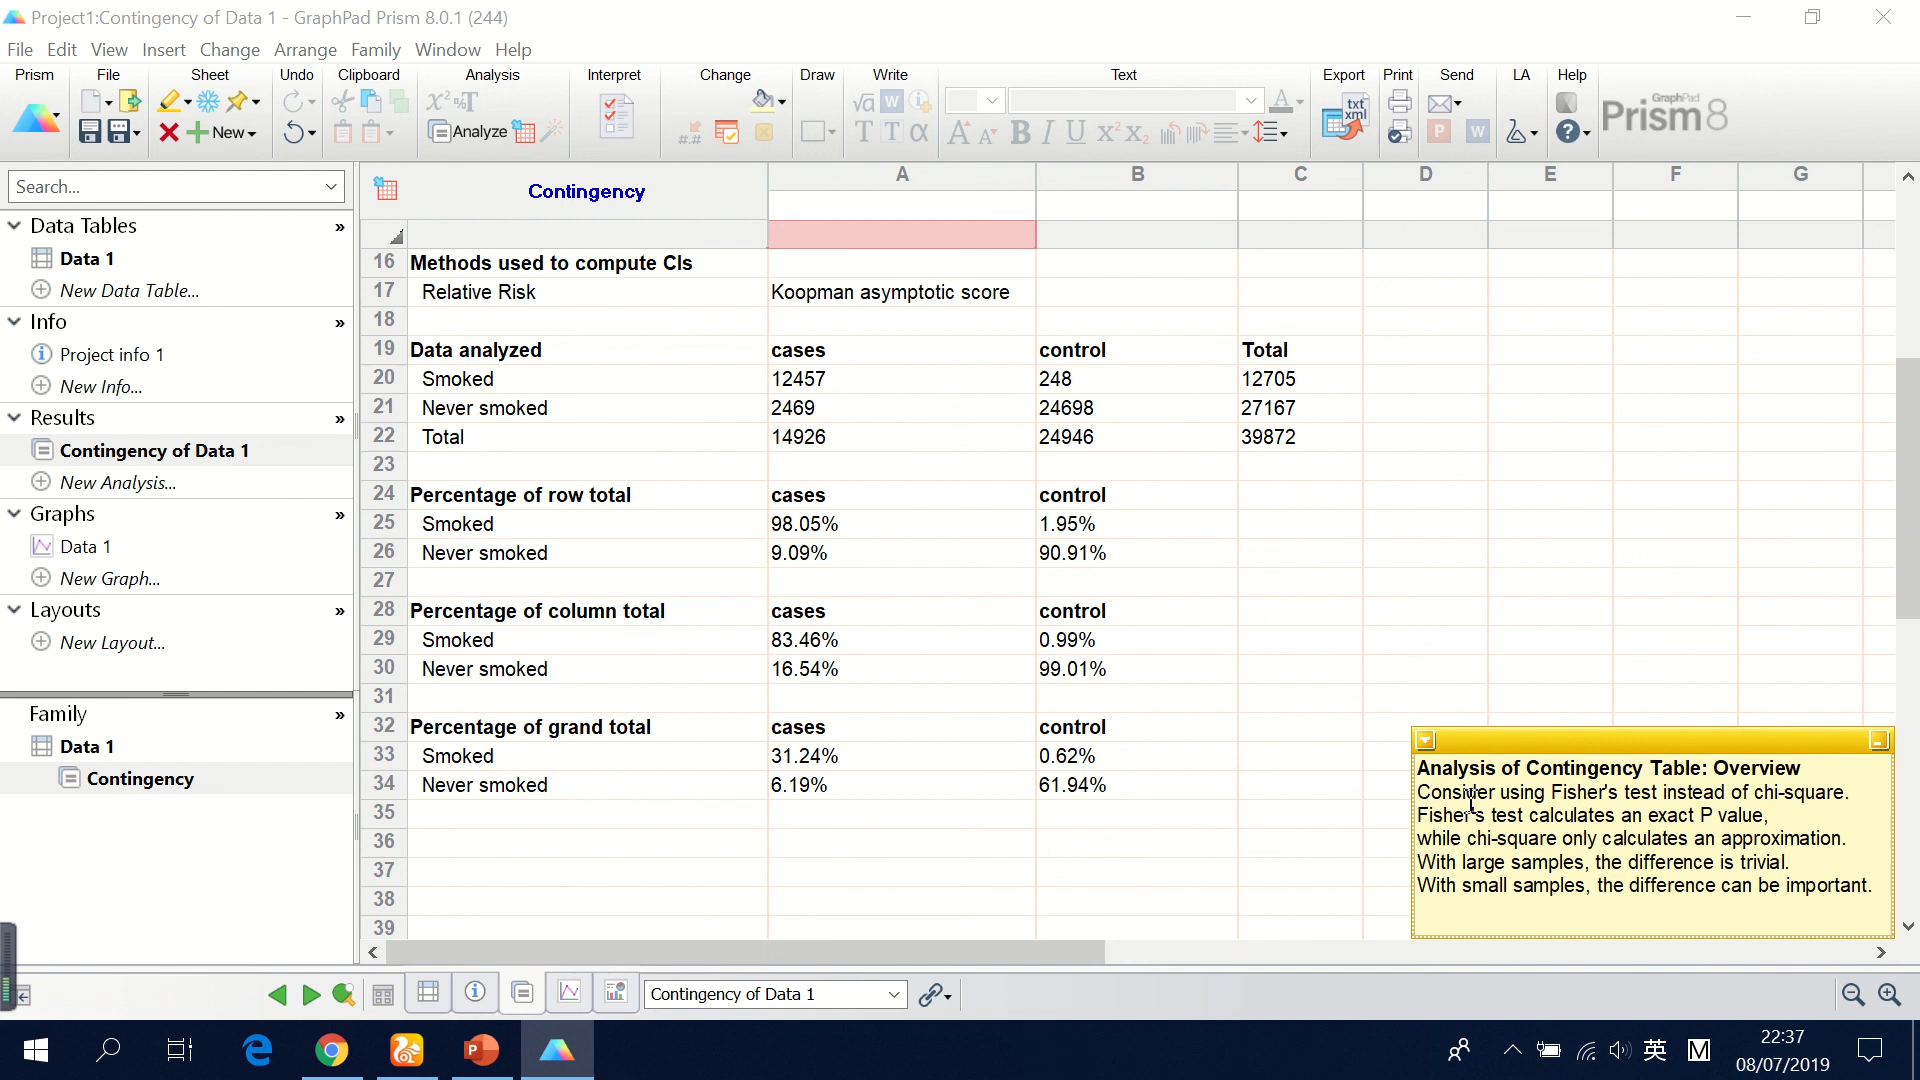 Project1:Contingency of Data 1 - GraphPad Prism 8.0.1 (244)
File Edit View Insert Change Arrange Family Window Help
Prism File Sheet Undo Clipboard Analysis Interpret Change Draw Write Text Export Print Send LA Help
New
Analyze
txt
xml
GraphPad
Prism 8
Search...
Data Tables
Data 1
New Data Table...
Info
Project info 1
New Info...
Results
Contingency of Data 1
New Analysis...
Graphs
Data 1
New Graph...
Layouts
New Layout...
Family
Data 1
Contingency
Contingency A B C D E F G
16 Methods used to compute CIs
17 Relative Risk Koopman asymptotic score
18
19 Data analyzed cases control Total
20 Smoked 12457 248 12705
21 Never smoked 2469 24698 27167
22 Total 14926 24946 39872
23
24 Percentage of row total cases control
25 Smoked 98.05% 1.95%
26 Never smoked 9.09% 90.91%
27
28 Percentage of column total cases control
29 Smoked 83.46% 0.99%
30 Never smoked 16.54% 99.01%
31
32 Percentage of grand total cases control
33 Smoked 31.24% 0.62%
34 Never smoked 6.19% 61.94%
35
36
37
38
39
Analysis of Contingency Table: Overview
Consider using Fisher's test instead of chi-square.
Fisher's test calculates an exact P value,
while chi-square only calculates an approximation.
With large samples, the difference is trivial.
With small samples, the difference can be important.
Contingency of Data 1
英
M
22:37
08/07/2019